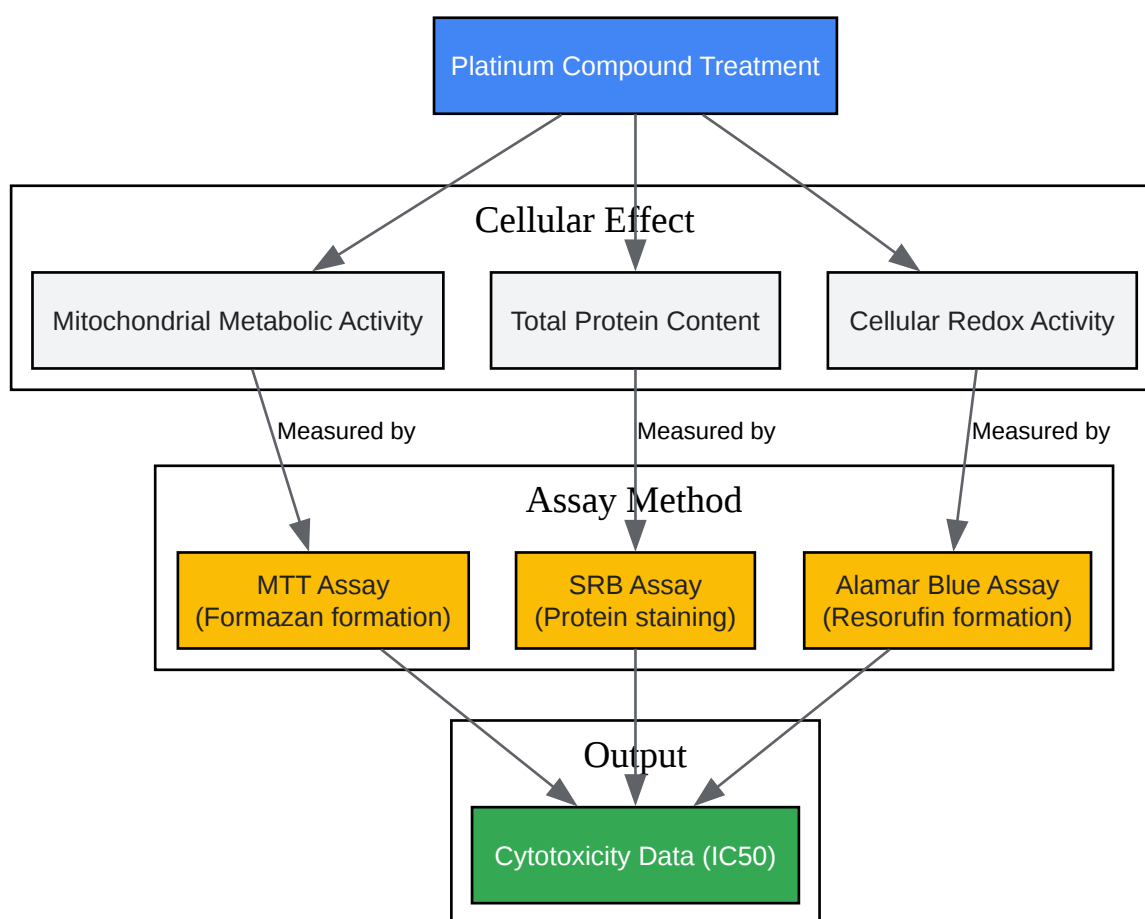 Platinum Compound Treatment
Cellular Effect
Mitochondrial Metabolic Activity
Total Protein Content
Cellular Redox Activity
Measured by
Measured by
Measured by
Assay Method
MTT Assay
(Formazan formation)
SRB Assay
(Protein staining)
Alamar Blue Assay
(Resorufin formation)
Output
Cytotoxicity Data (IC50)